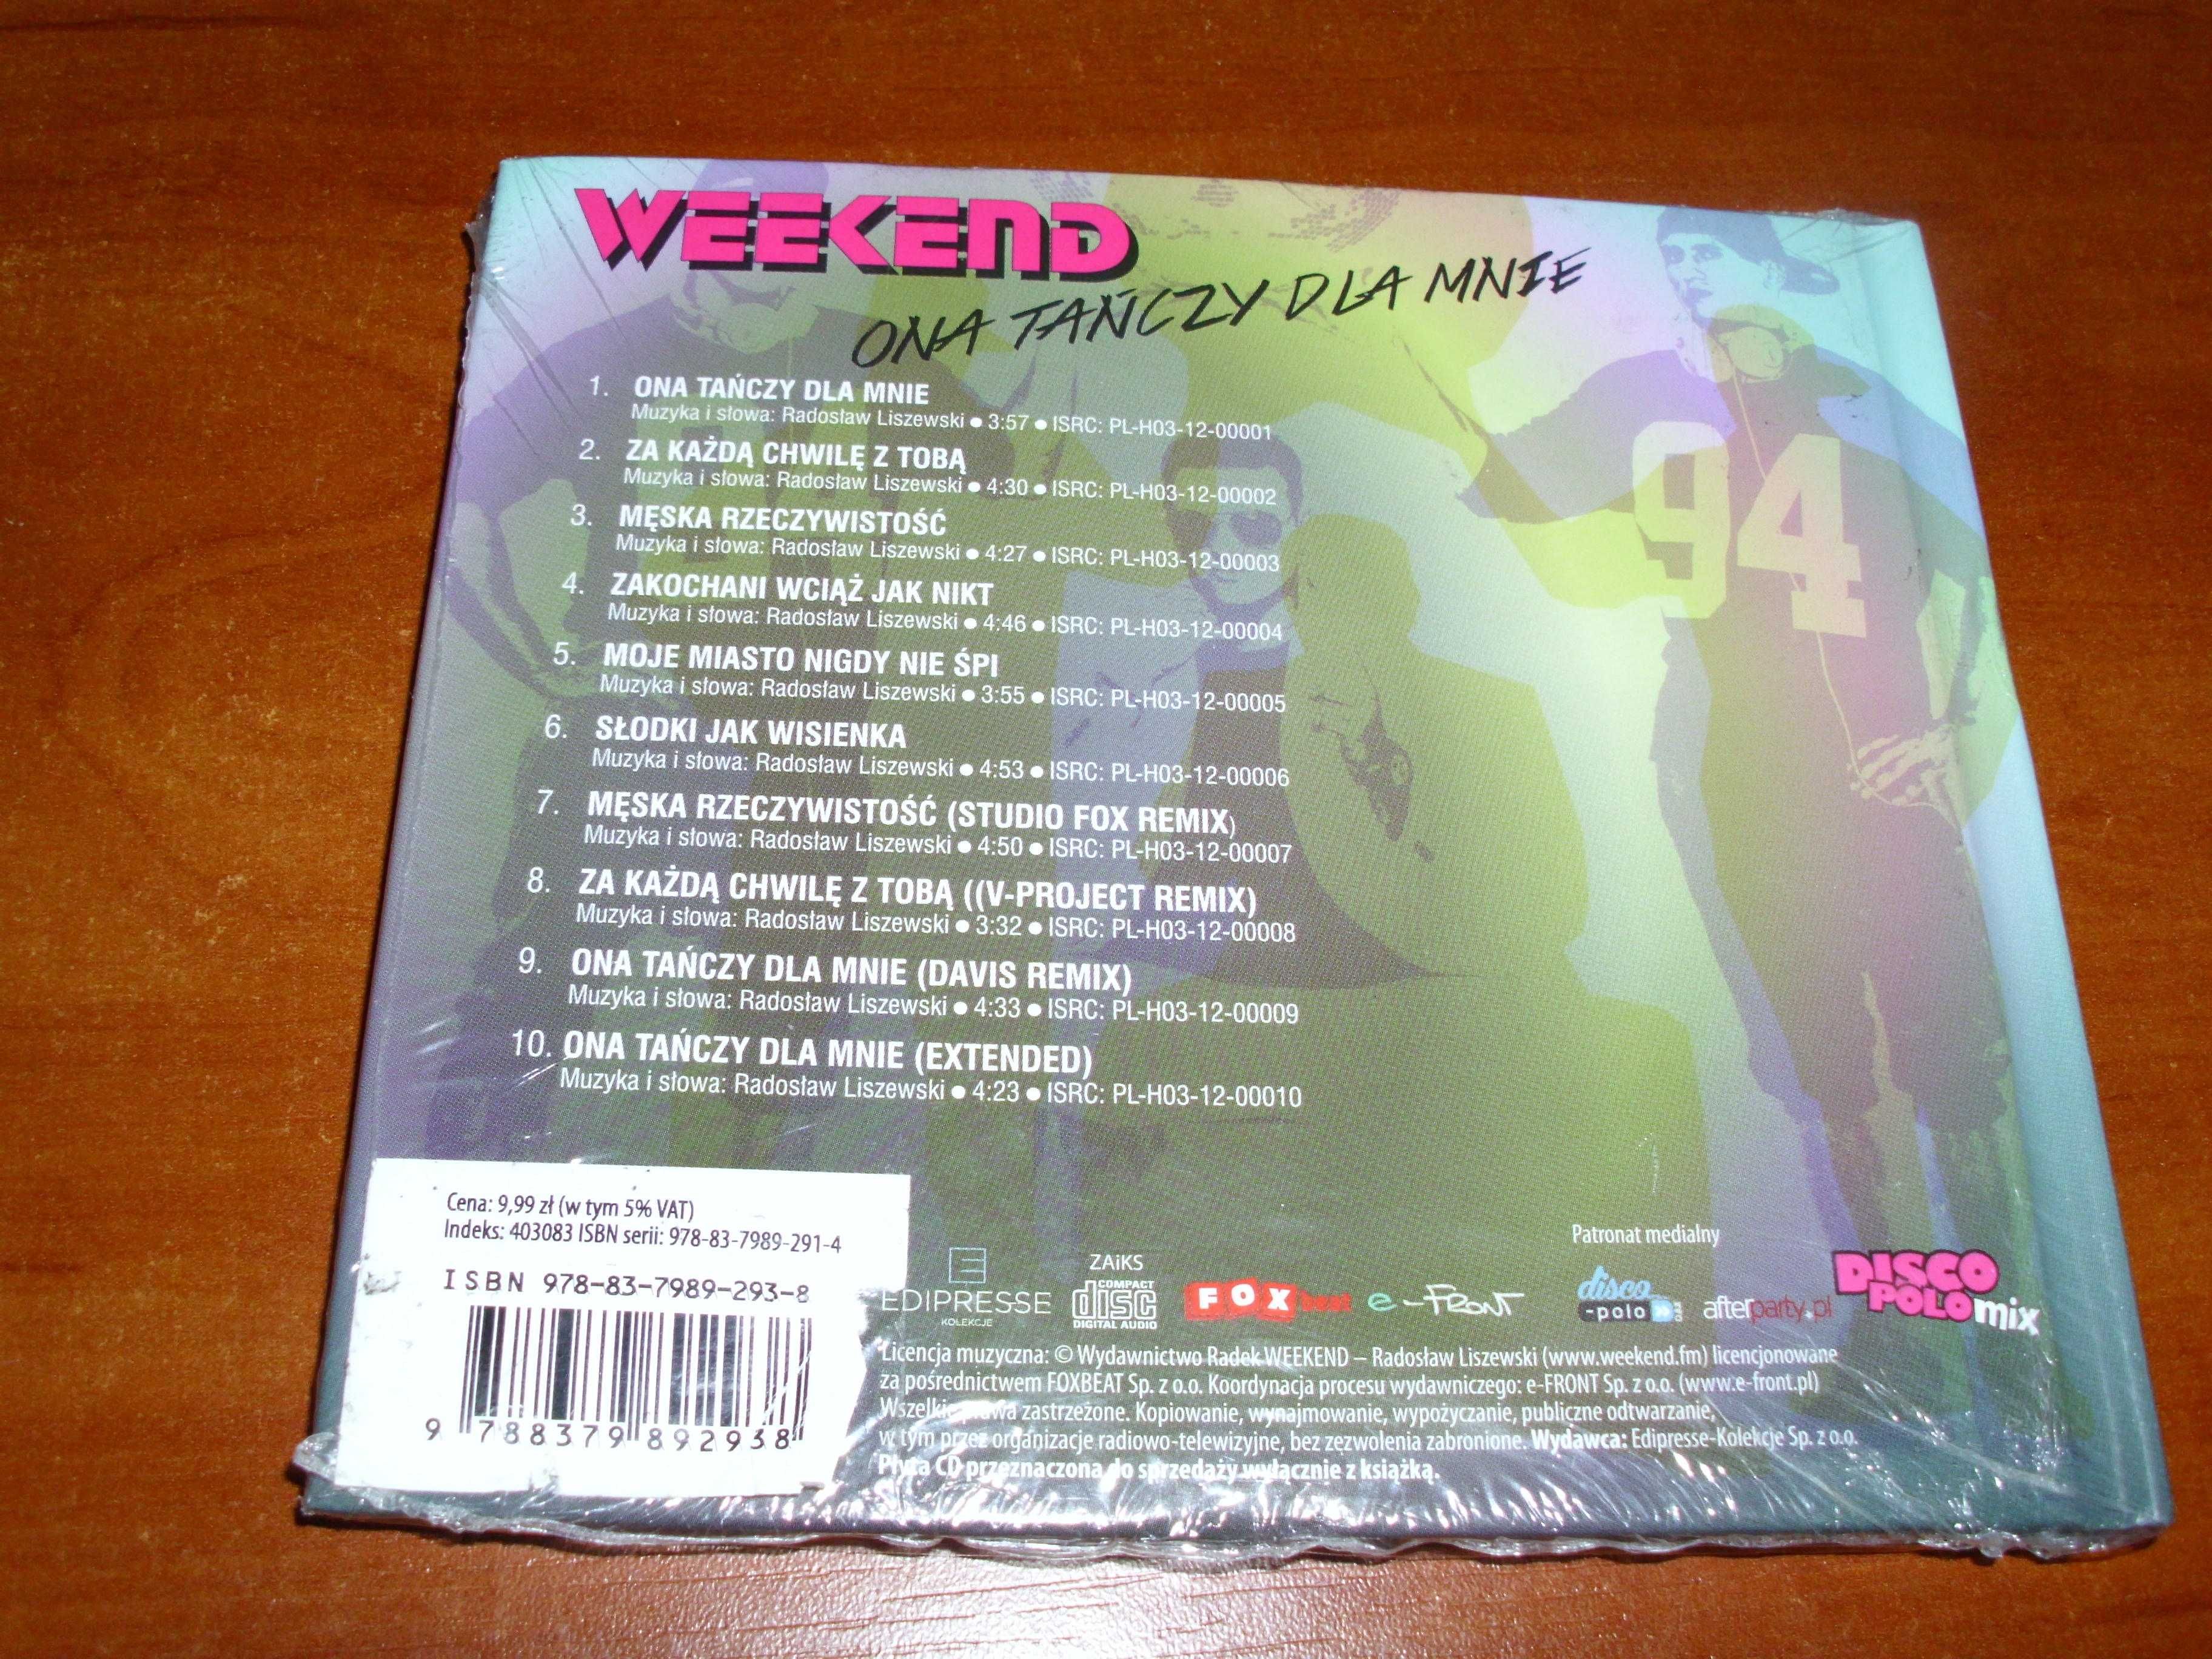 WEEKEND
ONA TAŃCZY DLA MNIE
1. ONA TAŃCZY DLA MNIE
Muzyka i słowa: Radosław Liszewski ● 3:57 ● ISRC: PL-H03-12-00001
2. ZA KAŻDĄ CHWILĘ Z TOBĄ
Muzyka i słowa: Radosław Liszewski ● 4:30 ● ISRC: PL-H03-12-00002
3. MĘSKA RZECZYWISTOŚĆ
Muzyka i słowa: Radosław Liszewski ● 4:27 ● ISRC: PL-H03-12-00003
4. ZAKOCHANI WCIĄŻ JAK NIKT
Muzyka i słowa: Radosław Liszewski ● 4:46 ● ISRC: PL-H03-12-00004
5. MOJE MIASTO NIGDY NIE ŚPI
Muzyka i słowa: Radosław Liszewski ● 3:55 ● ISRC: PL-H03-12-00005
6. SŁODKI JAK WISIENKA
Muzyka i słowa: Radosław Liszewski ● 4:53 ● ISRC: PL-H03-12-00006
7. MĘSKA RZECZYWISTOŚĆ (STUDIO FOX REMIX)
Muzyka i słowa: Radosław Liszewski ● 4:50 ● ISRC: PL-H03-12-00007
8. ZA KAŻDĄ CHWILĘ Z TOBĄ ((V-PROJECT REMIX)
Muzyka i słowa: Radosław Liszewski ● 3:32 ● ISRC: PL-H03-12-00008
9. ONA TAŃCZY DLA MNIE (DAVIS REMIX)
Muzyka i słowa: Radosław Liszewski ● 4:33 ● ISRC: PL-H03-12-00009
10. ONA TAŃCZY DLA MNIE (EXTENDED)
Muzyka i słowa: Radosław Liszewski ● 4:23 ● ISRC: PL-H03-12-00010
94
Cena: 9,99 zł (w tym 5% VAT)
Indeks: 403083 ISBN serii: 978-83-7989-291-4
ISBN 978-83-7989-293-8
9 788379 892938
EDIPRESSE
KOLEKCJE
ZAiKS
COMPACT
disc
DIGITAL AUDIO
FOX beat
e-FRONT
Patronat medialny
disco
-polo
afterparty.pl
DISCO
POLO mix
Licencja muzyczna: © Wydawnictwo Radek WEEKEND – Radosław Liszewski (www.weekend.fm) licencjonowane
za pośrednictwem FOXBEAT Sp. z o.o. Koordynacja procesu wydawniczego: e-FRONT Sp. z o.o. (www.e-front.pl)
Wszelkie prawa zastrzeżone. Kopiowanie, wynajmowanie, wypożyczanie, publiczne odtwarzanie,
w tym przez organizacje radiowo-telewizyjne, bez zezwolenia zabronione. Wydawca: Edipresse-Kolekcje Sp. z o.o.
Płyta CD przeznaczona do sprzedaży wyłącznie z książką.